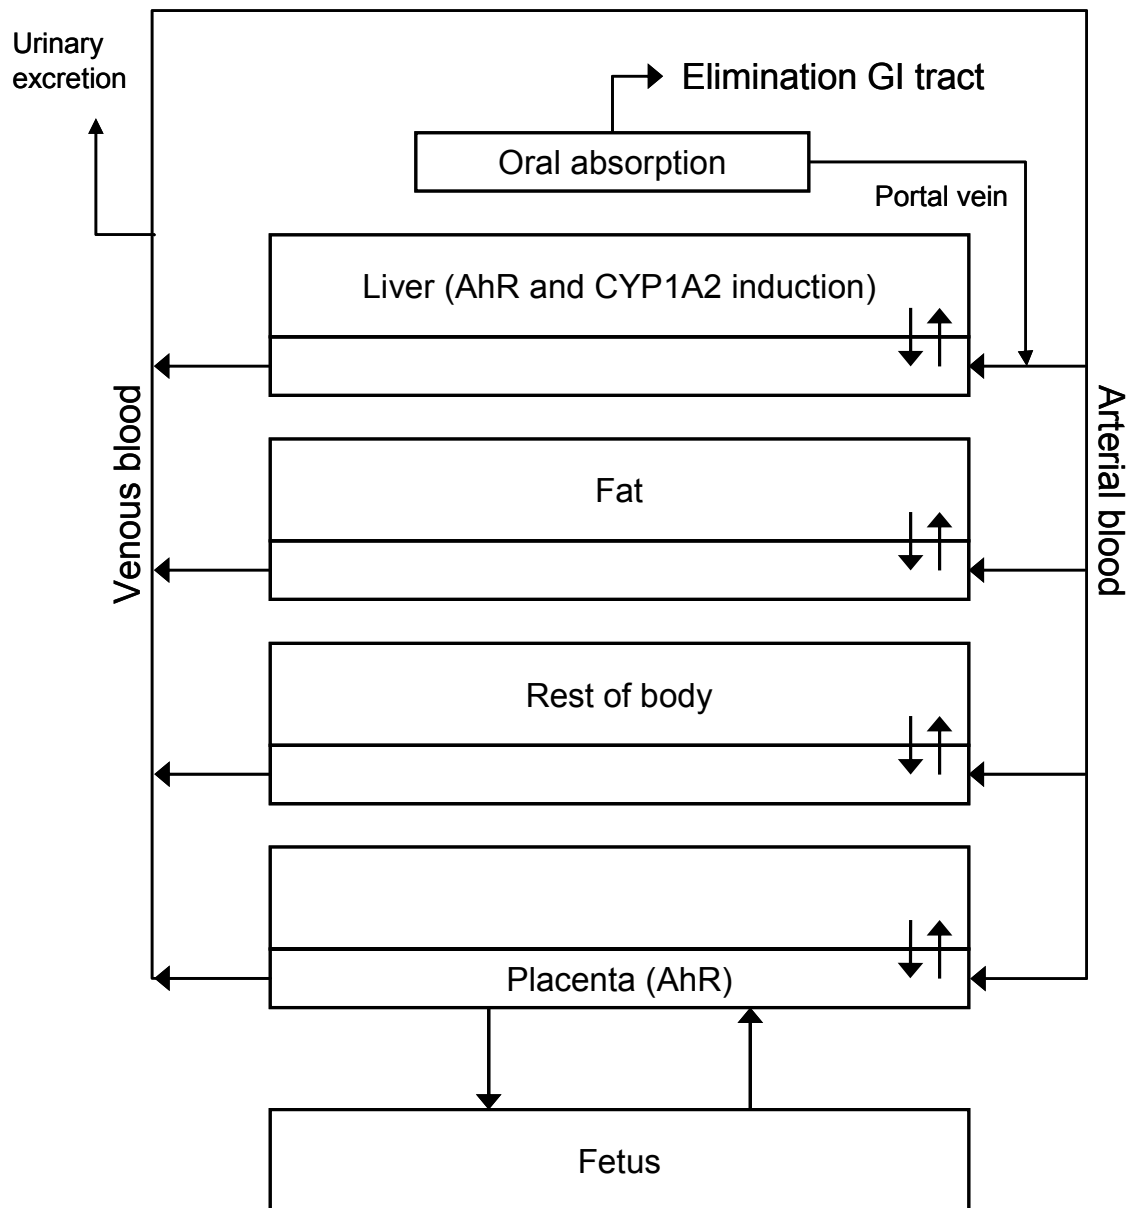 Urinary
excretion
Elimination GI tract
Oral absorption
Portal vein
Liver (AhR and CYP1A2 induction)
Venous blood
Arterial blood
Fat
Rest of body
Placenta (AhR)
Fetus